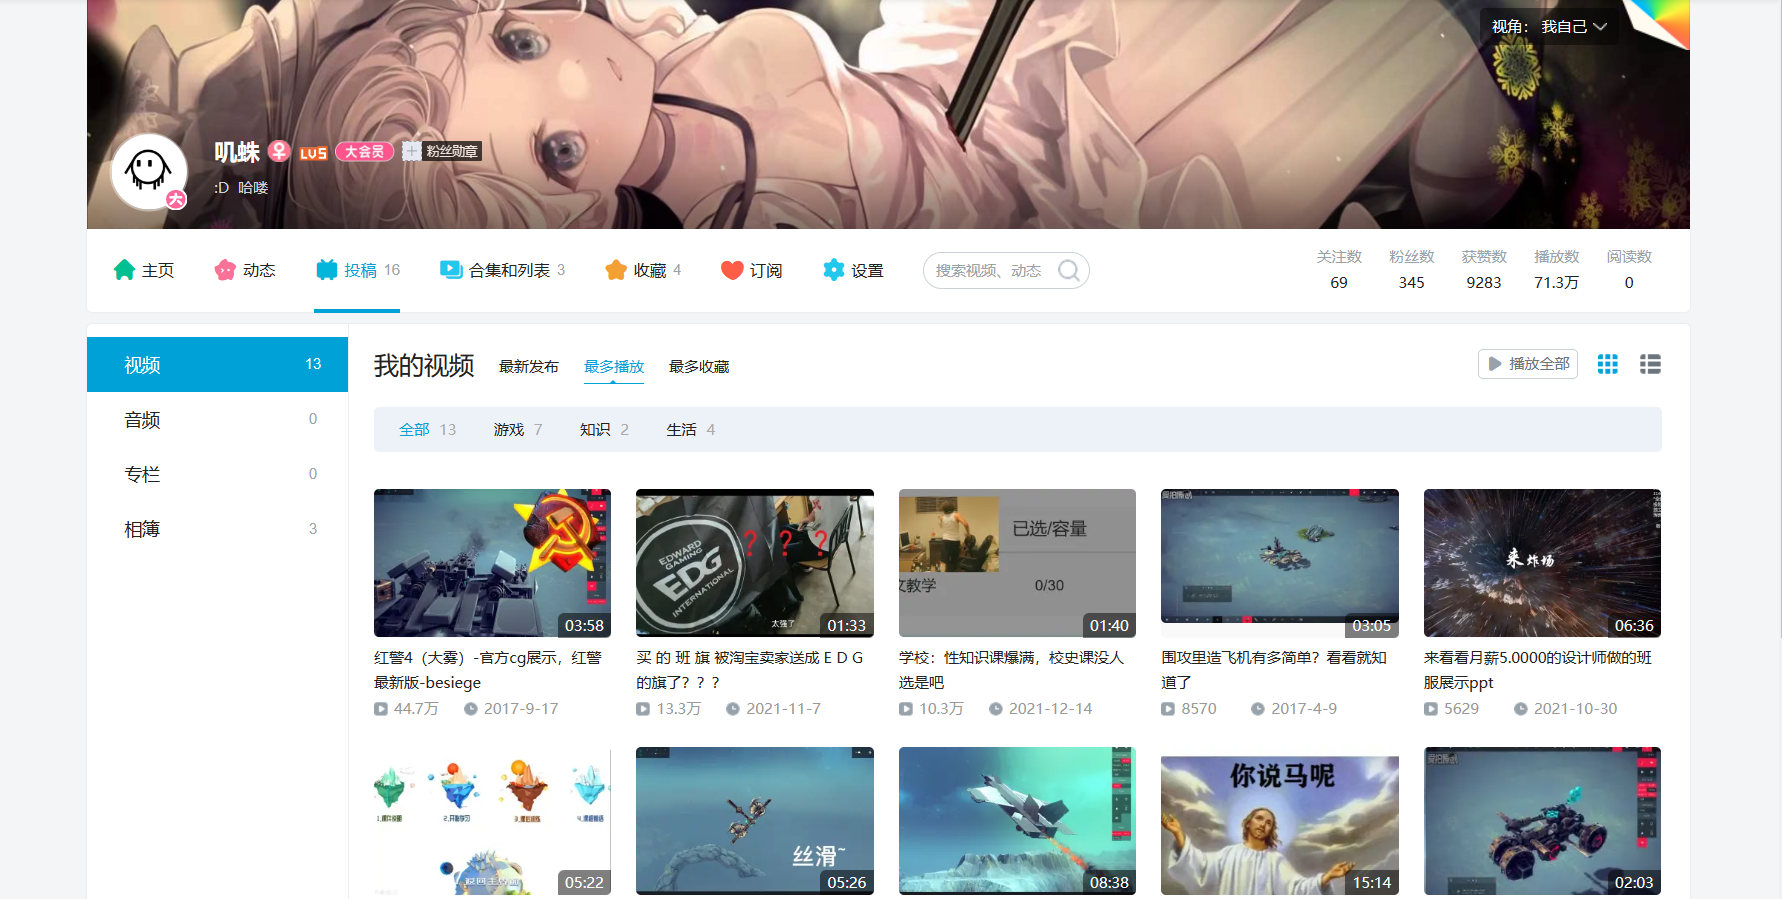 视角： 我自己
叽蛛 LV5 大会员 粉丝勋章
大
:D 哈喽
主页 动态 投稿 16 合集和列表 3 收藏 4 订阅 设置 搜索视频、动态
关注数 粉丝数 获赞数 播放数 阅读数
69 345 9283 71.3万 0
视频 13
音频 0
专栏 0
相簿 3
我的视频 最新发布 最多播放 最多收藏 播放全部
全部 13 游戏 7 知识 2 生活 4
03:58
红警4（大雾）-官方cg展示，红警
最新版-besiege
44.7万 2017-9-17
EDWARD
GAMING
EDG
INTERNATIONAL
? ? ?
太强了
01:33
买 的 班 旗 被淘宝卖家送成 E D G
的旗了？？？
13.3万 2021-11-7
已选/容量
文教学 0/30
01:40
学校：性知识课爆满，校史课没人
选是吧
10.3万 2021-12-14
03:05
围攻里造飞机有多简单？看看就知
道了
8570 2017-4-9
来 炸场
06:36
来看看月薪5.0000的设计师做的班
服展示ppt
5629 2021-10-30
05:22
丝滑~
05:26
08:38
你说马呢
15:14
02:03